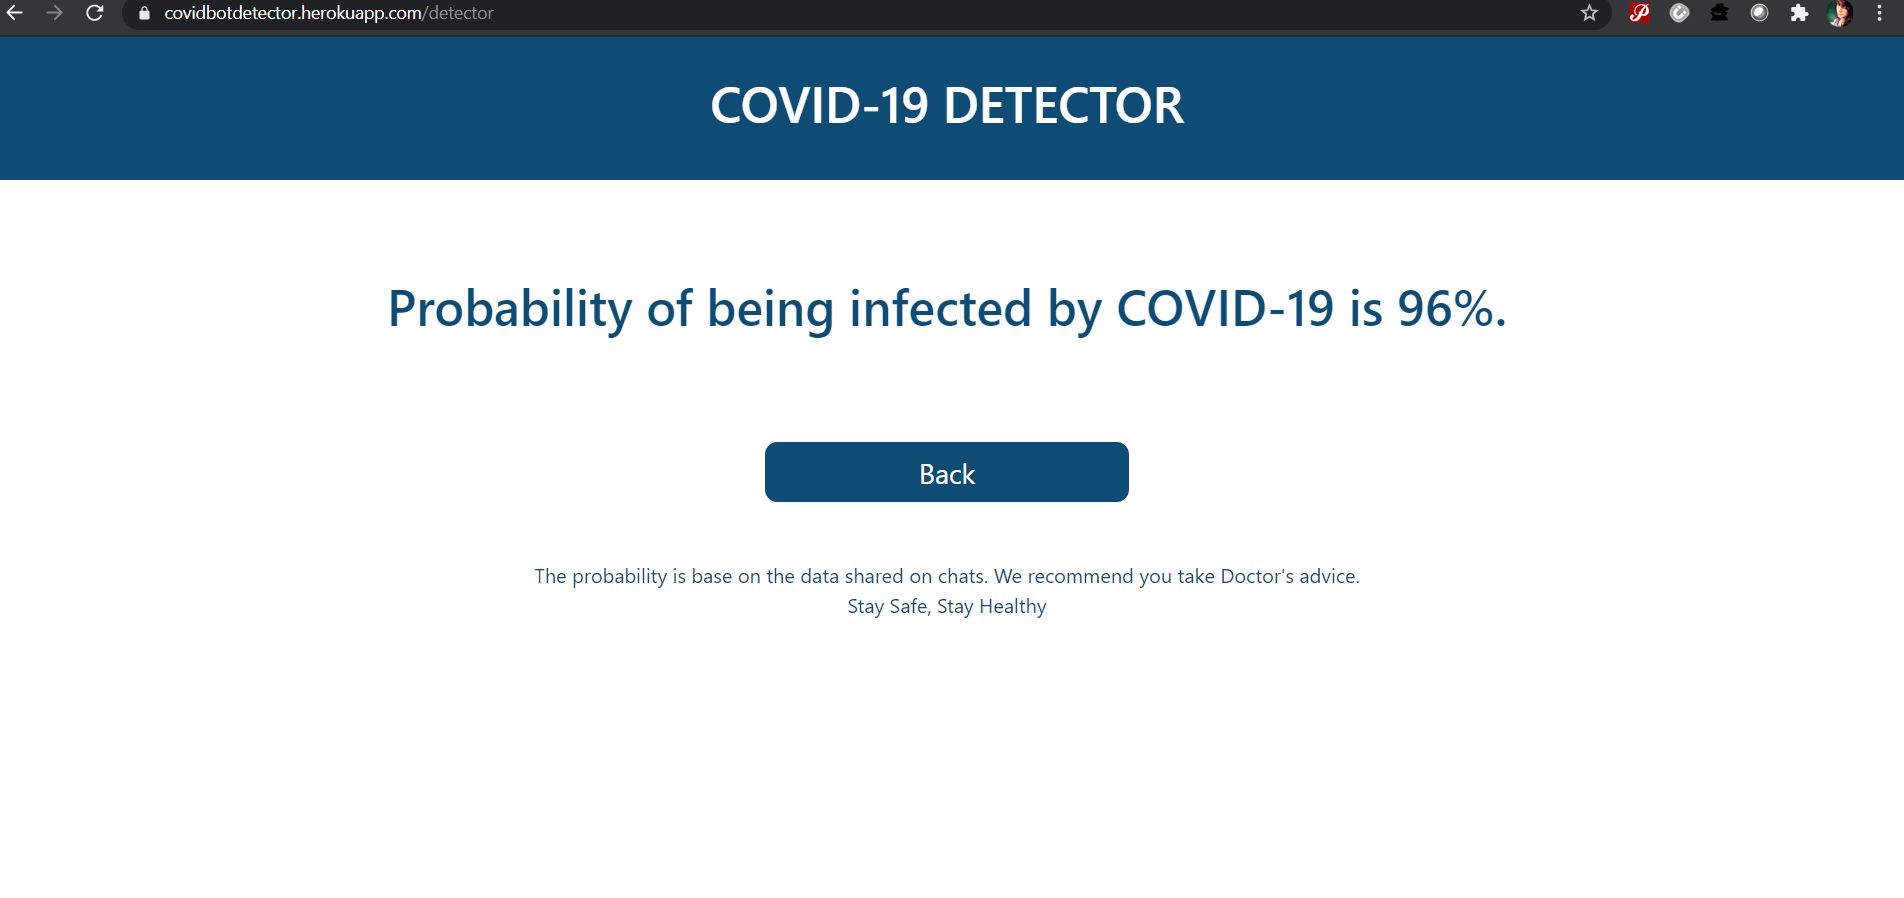 covidbotdetector.herokuapp.com/detector
COVID-19 DETECTOR
Probability of being infected by COVID-19 is 96%.
Back
The probability is base on the data shared on chats. We recommend you take Doctor's advice.
Stay Safe, Stay Healthy